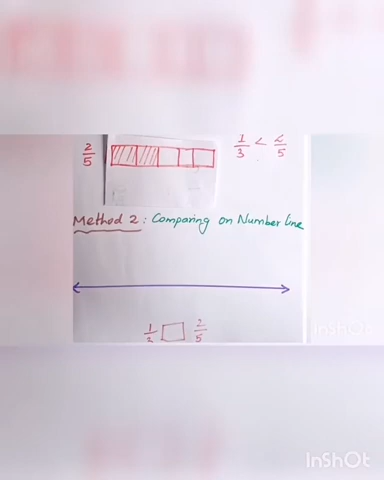 2/5
1/3 < 2/5
Method 2 : Comparing on Number line
1/3 □ 2/5
InShOt
InShOt